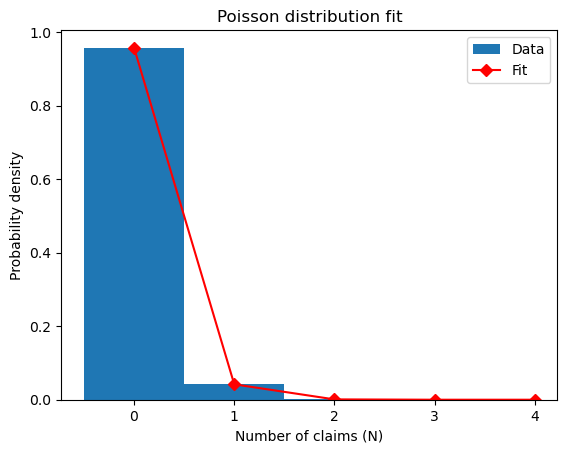 Poisson distribution fit
1.0
0.8
0.6
0.4
0.2
0.0
Probability density
Data
Fit
0 1 2 3 4
Number of claims (N)